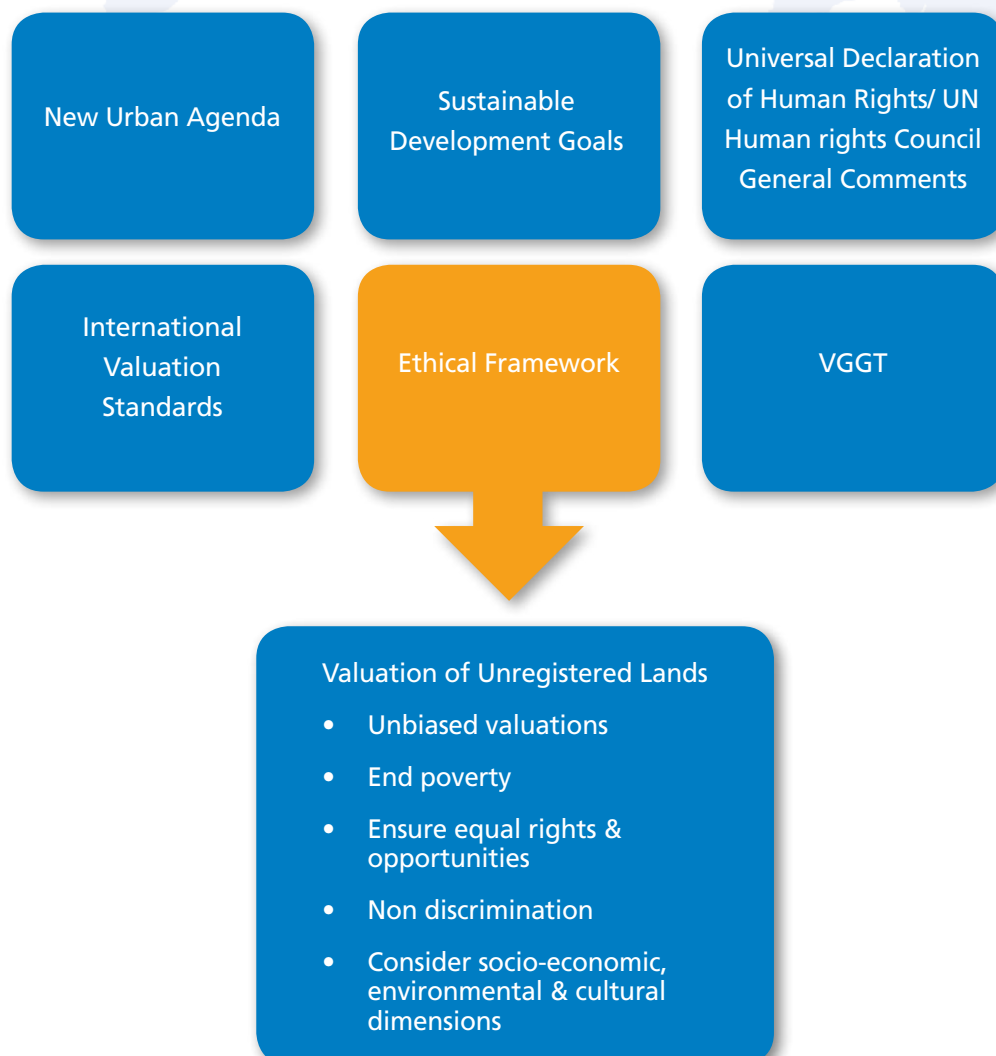 New Urban Agenda
Sustainable
Development Goals
Universal Declaration
of Human Rights/ UN
Human rights Council
General Comments
International
Valuation
Standards
Ethical Framework
VGGT
Valuation of Unregistered Lands
• Unbiased valuations
• End poverty
• Ensure equal rights &
opportunities
• Non discrimination
• Consider socio-economic,
environmental & cultural
dimensions